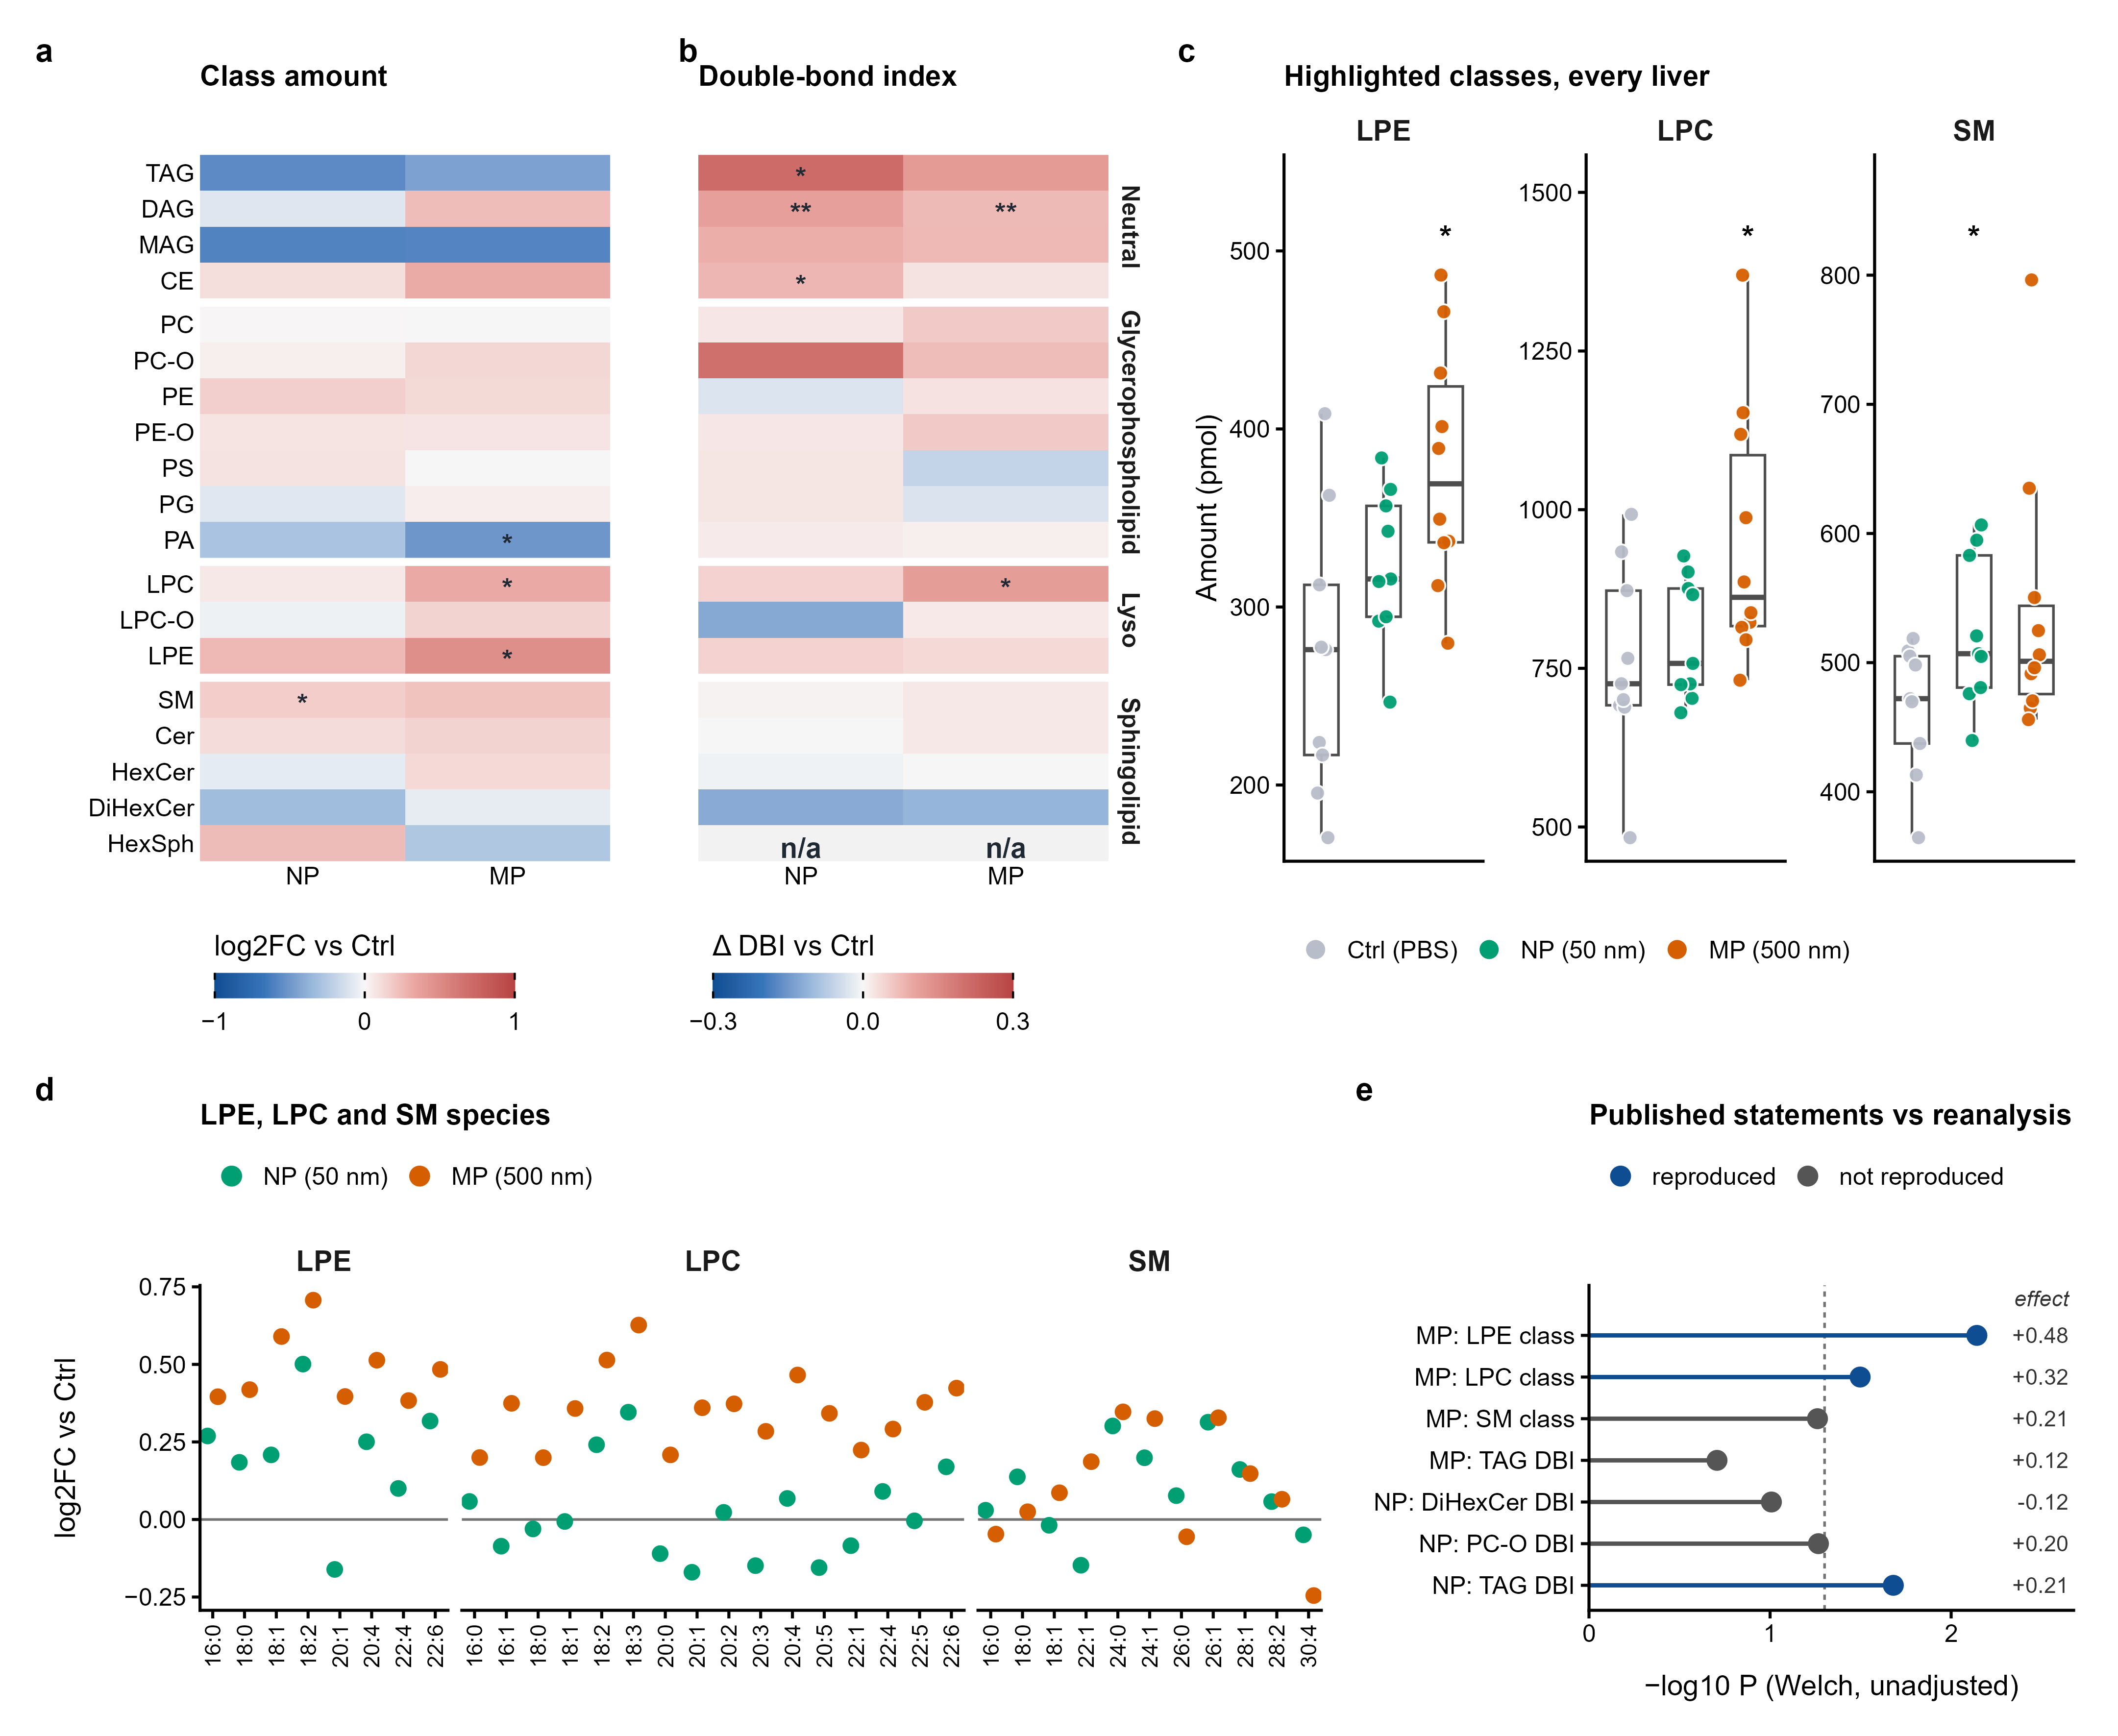 a
Class amount
TAG
DAG
MAG
CE
PC
PC-O
PE
PE-O
PS
PG
PA
*
LPC
*
LPC-O
LPE
*
SM
*
Cer
HexCer
DiHexCer
HexSph
NP MP
log2FC vs Ctrl
−1 0 1
b
Double-bond index
*
** **
*
*
n/a n/a
NP MP
Neutral
Glycerophospholipid
Lyso
Sphingolipid
Δ DBI vs Ctrl
−0.3 0.0 0.3
c
Highlighted classes, every liver
LPE LPC SM
Amount (pmol)
500
400
300
200
*
1500
1250
1000
750
500
*
800
700
600
500
400
*
Ctrl (PBS) NP (50 nm) MP (500 nm)
d
LPE, LPC and SM species
NP (50 nm) MP (500 nm)
LPE LPC SM
log2FC vs Ctrl
0.75
0.50
0.25
0.00
−0.25
16:0 18:0 18:1 18:2 20:1 20:4 22:4 22:6
16:0 16:1 18:0 18:1 18:2 18:3 20:0 20:1 20:2 20:3 20:4 20:5 22:1 22:4 22:5 22:6
16:0 18:0 18:1 22:1 24:0 24:1 26:0 26:1 28:1 28:2 30:4
e
Published statements vs reanalysis
reproduced not reproduced
effect
MP: LPE class +0.48
MP: LPC class +0.32
MP: SM class +0.21
MP: TAG DBI +0.12
NP: DiHexCer DBI -0.12
NP: PC-O DBI +0.20
NP: TAG DBI +0.21
0 1 2
−log10 P (Welch, unadjusted)